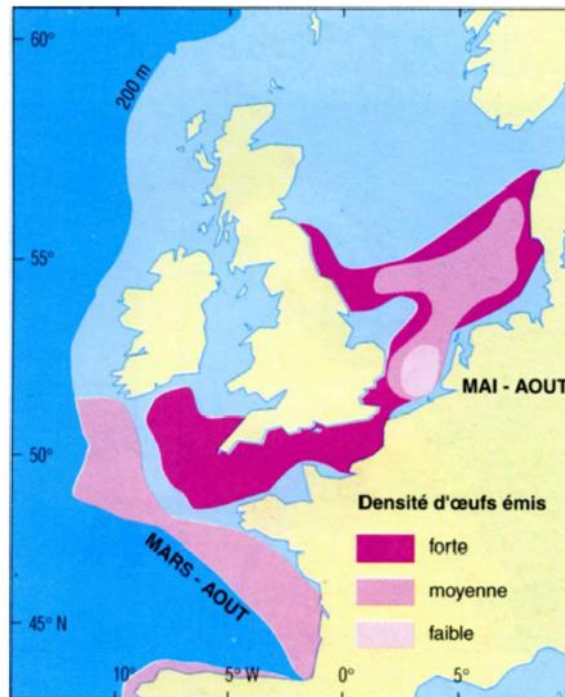 60°
200 m
55°
MAI - AOUT
50°
Densité d'œufs émis
forte
MARS - AOUT
moyenne
faible
45° N
10°
5° W
0°
5°